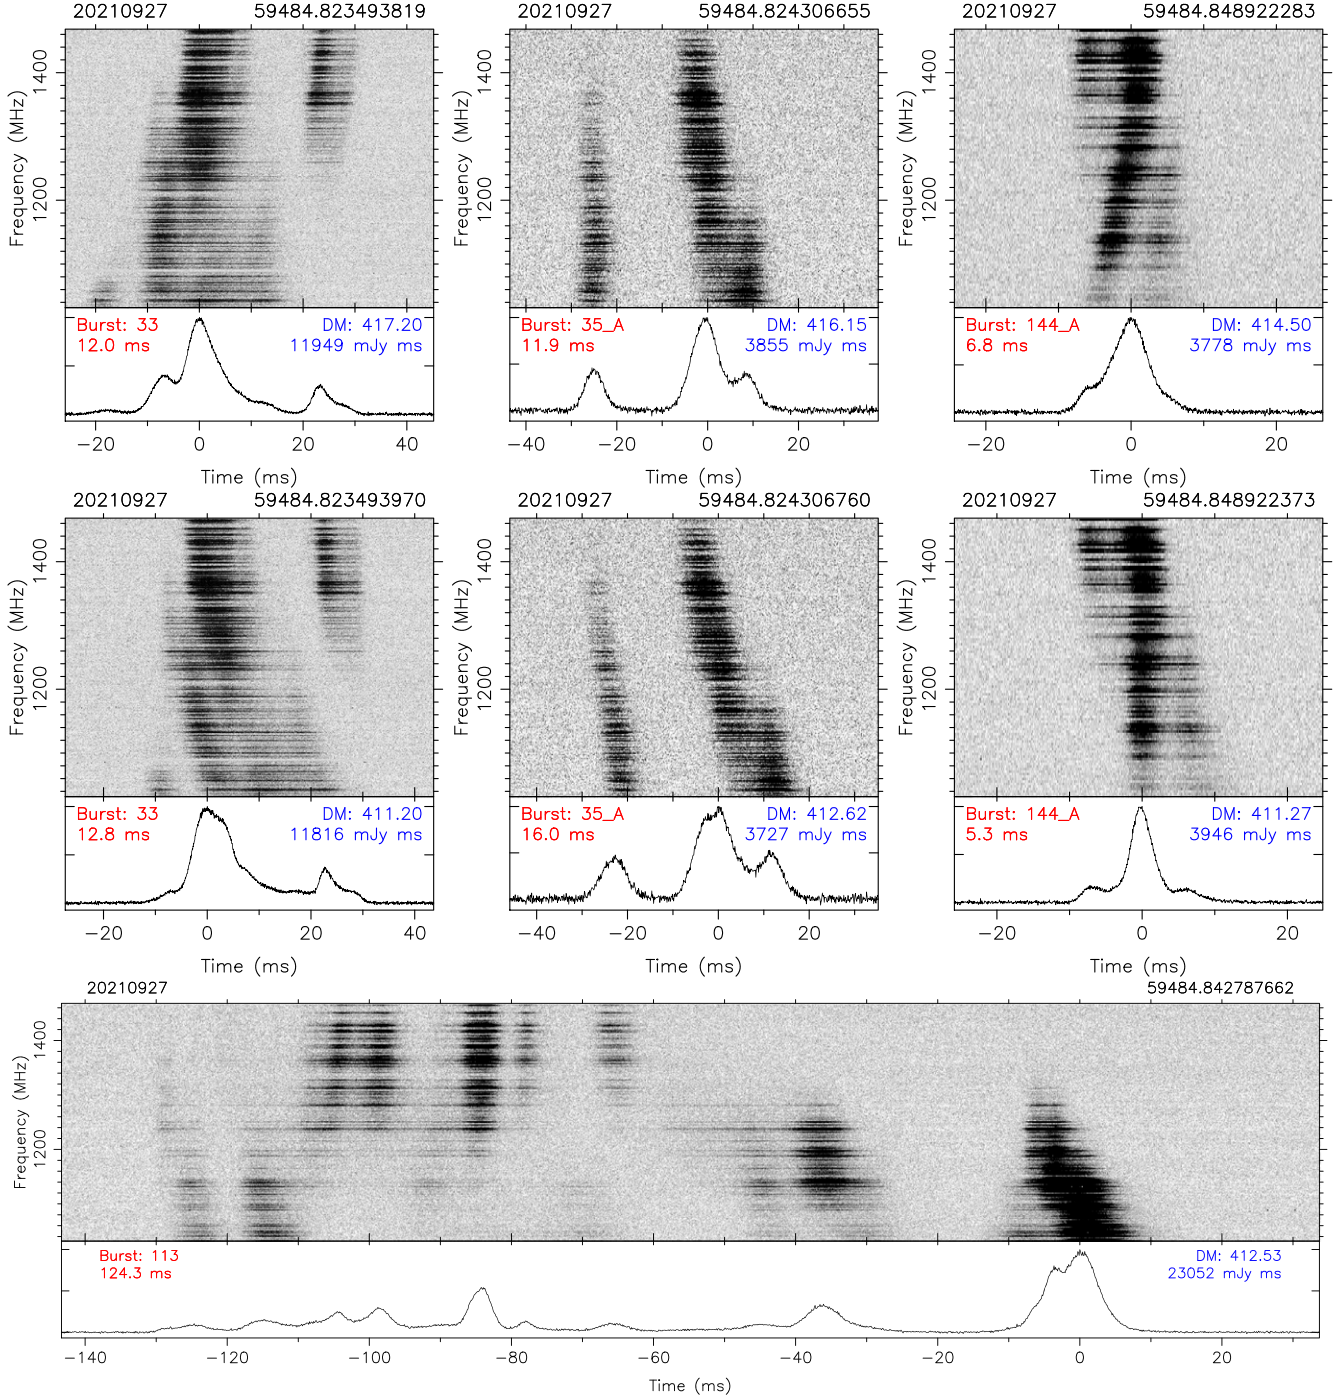 20210927 59484.823493819
Frequency (MHz)
1400
1200
Burst: 33 DM: 417.20
12.0 ms 11949 mJy ms
−20 0 20 40
Time (ms)
20210927 59484.824306655
Frequency (MHz)
1400
1200
Burst: 35_A DM: 416.15
11.9 ms 3855 mJy ms
−40 −20 0 20
Time (ms)
20210927 59484.848922283
Frequency (MHz)
1400
1200
Burst: 144_A DM: 414.50
6.8 ms 3778 mJy ms
−20 0 20
Time (ms)
20210927 59484.823493970
Frequency (MHz)
1400
1200
Burst: 33 DM: 411.20
12.8 ms 11816 mJy ms
−20 0 20 40
Time (ms)
20210927 59484.824306760
Frequency (MHz)
1400
1200
Burst: 35_A DM: 412.62
16.0 ms 3727 mJy ms
−40 −20 0 20
Time (ms)
20210927 59484.848922373
Frequency (MHz)
1400
1200
Burst: 144_A DM: 411.27
5.3 ms 3946 mJy ms
−20 0 20
Time (ms)
20210927 59484.842787662
Frequency (MHz)
1400
1200
Burst: 113 DM: 412.53
124.3 ms 23052 mJy ms
−140 −120 −100 −80 −60 −40 −20 0 20
Time (ms)